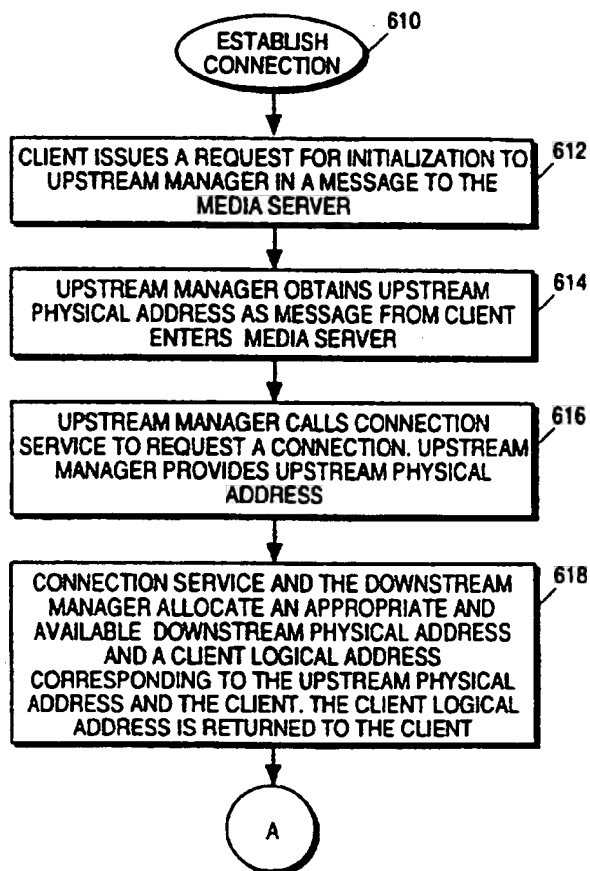 ESTABLISH
CONNECTION
610
CLIENT ISSUES A REQUEST FOR INITIALIZATION TO
UPSTREAM MANAGER IN A MESSAGE TO THE
MEDIA SERVER
612
UPSTREAM MANAGER OBTAINS UPSTREAM
PHYSICAL ADDRESS AS MESSAGE FROM CLIENT
ENTERS MEDIA SERVER
614
UPSTREAM MANAGER CALLS CONNECTION
SERVICE TO REQUEST A CONNECTION. UPSTREAM
MANAGER PROVIDES UPSTREAM PHYSICAL
ADDRESS
616
CONNECTION SERVICE AND THE DOWNSTREAM
MANAGER ALLOCATE AN APPROPRIATE AND
AVAILABLE DOWNSTREAM PHYSICAL ADDRESS
AND A CLIENT LOGICAL ADDRESS
CORRESPONDING TO THE UPSTREAM PHYSICAL
ADDRESS AND THE CLIENT. THE CLIENT LOGICAL
ADDRESS IS RETURNED TO THE CLIENT
618
A